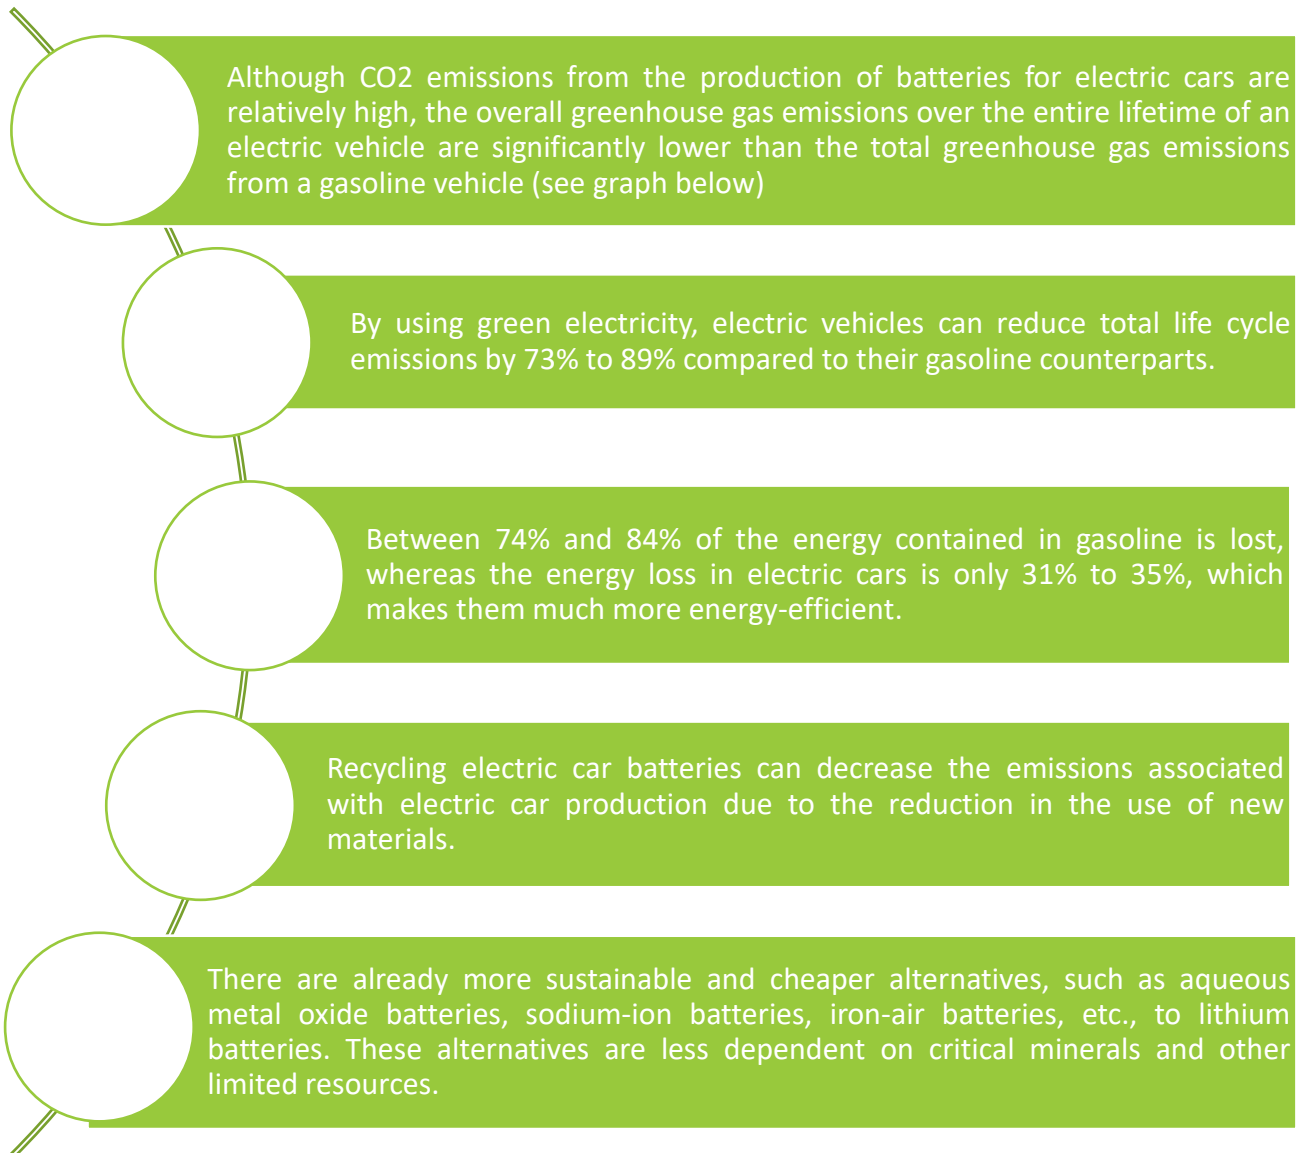 Although CO2 emissions from the production of batteries for electric cars are
relatively high, the overall greenhouse gas emissions over the entire lifetime of an
electric vehicle are significantly lower than the total greenhouse gas emissions
from a gasoline vehicle (see graph below)
By using green electricity, electric vehicles can reduce total life cycle
emissions by 73% to 89% compared to their gasoline counterparts.
Between 74% and 84% of the energy contained in gasoline is lost,
whereas the energy loss in electric cars is only 31% to 35%, which
makes them much more energy-efficient.
Recycling electric car batteries can decrease the emissions associated
with electric car production due to the reduction in the use of new
materials.
There are already more sustainable and cheaper alternatives, such as aqueous
metal oxide batteries, sodium-ion batteries, iron-air batteries, etc., to lithium
batteries. These alternatives are less dependent on critical minerals and other
limited resources.